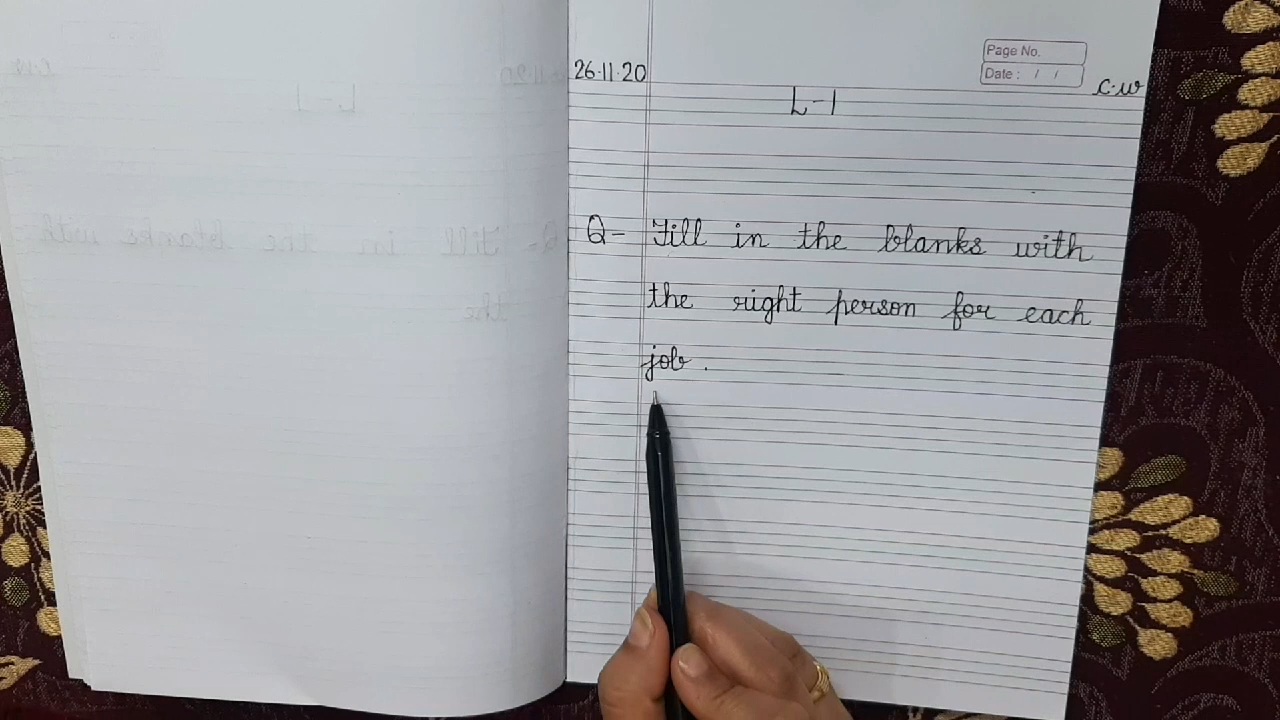 Page No.
Date : / /
26.11.20
C.W
L-1
Q- Fill in the blanks with
the right person for each
job.